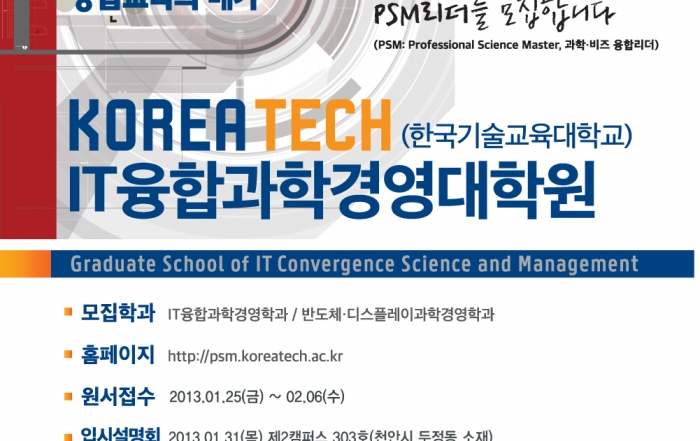 PSM리더를 모집합니다
(PSM: Professional Science Master, 과학·비즈 융합리더)
KOREATECH (한국기술교육대학교)
IT융합과학경영대학원
Graduate School of IT Convergence Science and Management
모집학과 IT융합과학경영학과 / 반도체·디스플레이과학경영학과
홈페이지 http://psm.koreatech.ac.kr
원서접수 2013.01.25(금) ~ 02.06(수)
입시설명회 2013.01.31(목) 제2캠퍼스 303호(천안시 두정동 소재)